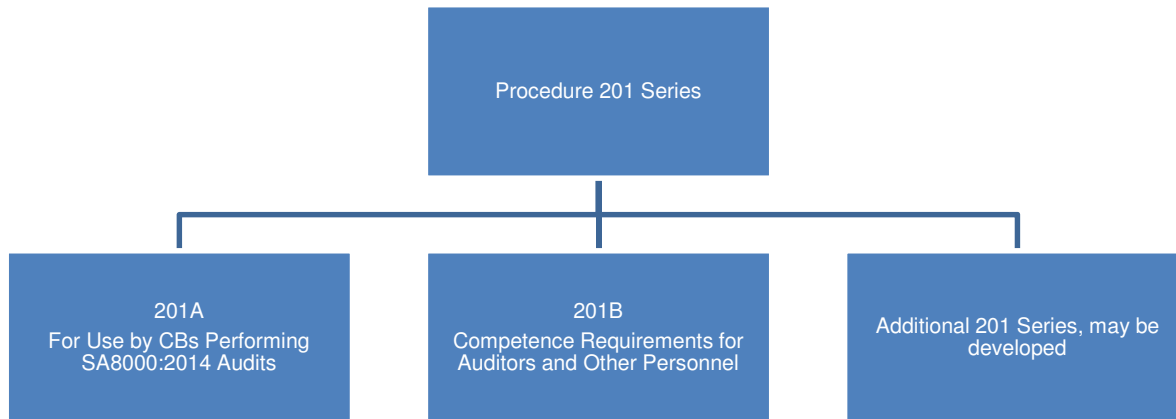 Procedure 201 Series
201A
For Use by CBs Performing
SA8000:2014 Audits
201B
Competence Requirements for
Auditors and Other Personnel
Additional 201 Series, may be
developed